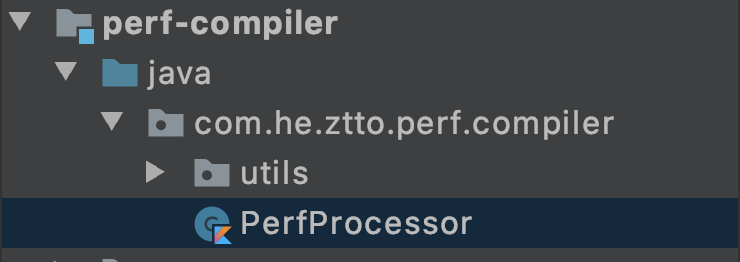 perf-compiler
java
com.he.ztto.perf.compiler
utils
PerfProcessor